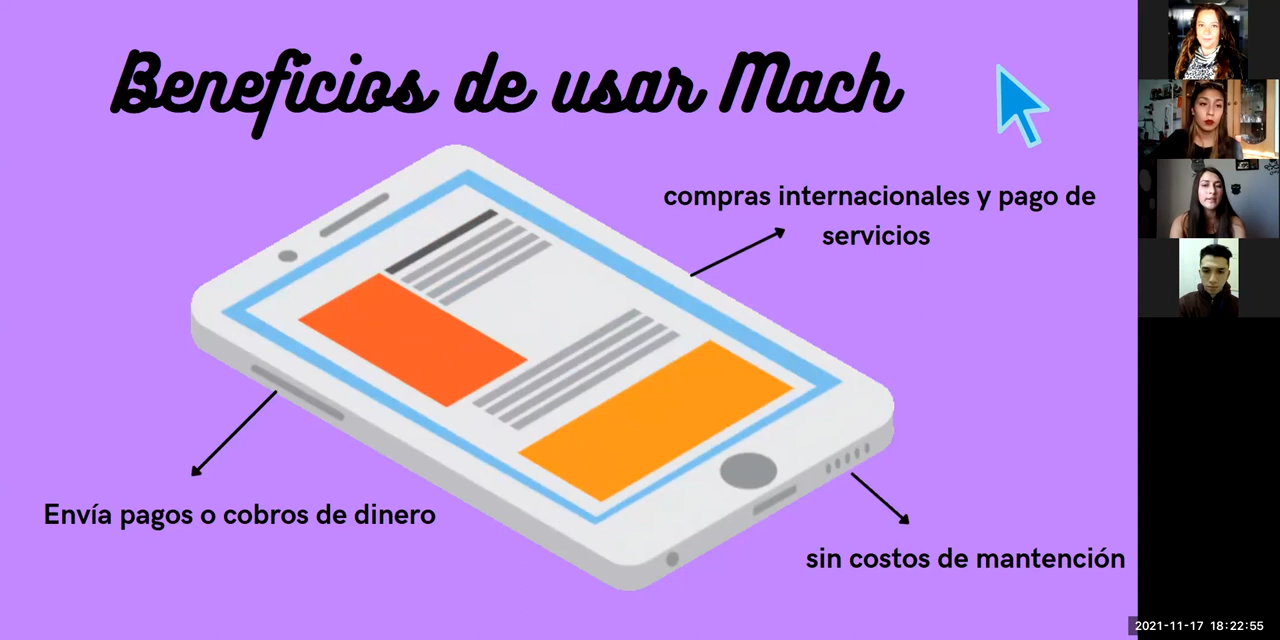 Beneficios de usar Mach
compras internacionales y pago de
servicios
Envía pagos o cobros de dinero
sin costos de mantención
2021-11-17 18:22:55